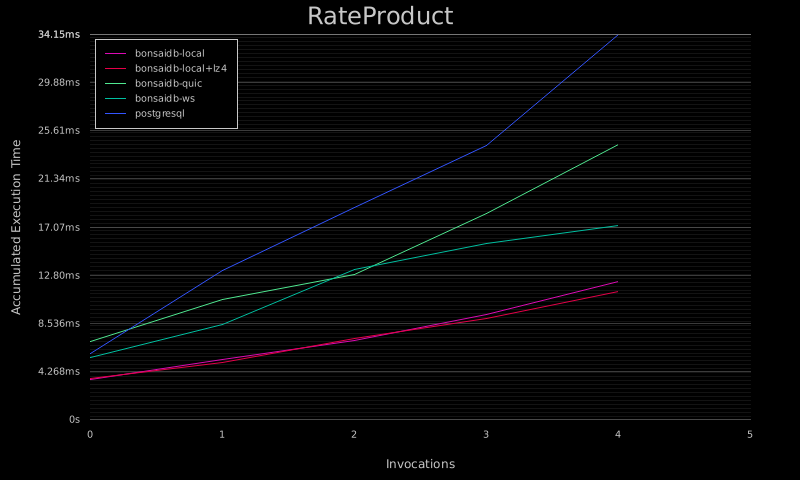 RateProduct
34.15ms
bonsaidb-local
bonsaidb-local+lz4
bonsaidb-quic
bonsaidb-ws
postgresql
29.88ms
25.61ms
21.34ms
17.07ms
12.80ms
8.536ms
4.268ms
0s
Accumulated Execution Time
0 1 2 3 4 5
Invocations